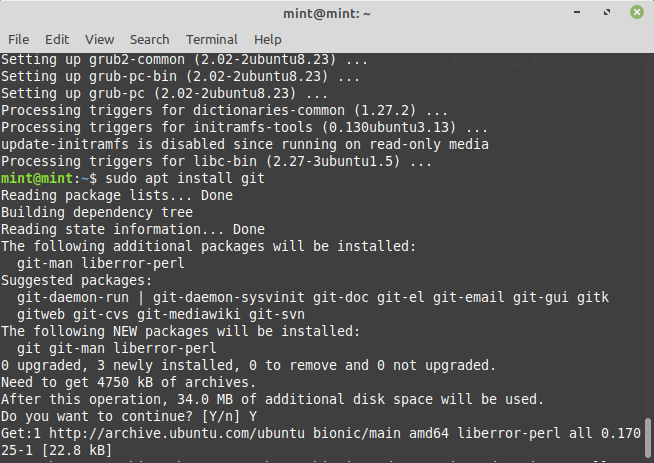 mint@mint: ~
File Edit View Search Terminal Help
Setting up grub2-common (2.02-2ubuntu8.23) ...
Setting up grub-pc-bin (2.02-2ubuntu8.23) ...
Setting up grub-pc (2.02-2ubuntu8.23) ...
Processing triggers for dictionaries-common (1.27.2) ...
Processing triggers for initramfs-tools (0.130ubuntu3.13) ...
update-initramfs is disabled since running on read-only media
Processing triggers for libc-bin (2.27-3ubuntu1.5) ...
mint@mint:~$ sudo apt install git
Reading package lists... Done
Building dependency tree
Reading state information... Done
The following additional packages will be installed:
  git-man liberror-perl
Suggested packages:
  git-daemon-run | git-daemon-sysvinit git-doc git-el git-email git-gui gitk
  gitweb git-cvs git-mediawiki git-svn
The following NEW packages will be installed:
  git git-man liberror-perl
0 upgraded, 3 newly installed, 0 to remove and 0 not upgraded.
Need to get 4750 kB of archives.
After this operation, 34.0 MB of additional disk space will be used.
Do you want to continue? [Y/n] Y
Get:1 http://archive.ubuntu.com/ubuntu bionic/main amd64 liberror-perl all 0.170
25-1 [22.8 kB]